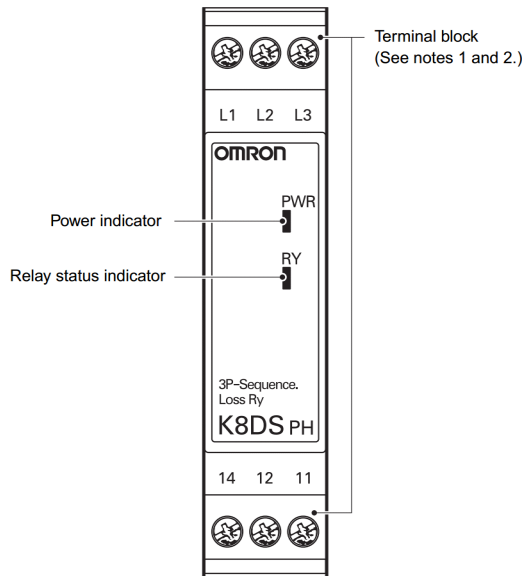 Terminal block
(See notes 1 and 2.)
L1 L2 L3
OMRON
PWR
Power indicator
RY
Relay status indicator
3P-Sequence.
Loss Ry
K8DS PH
14 12 11